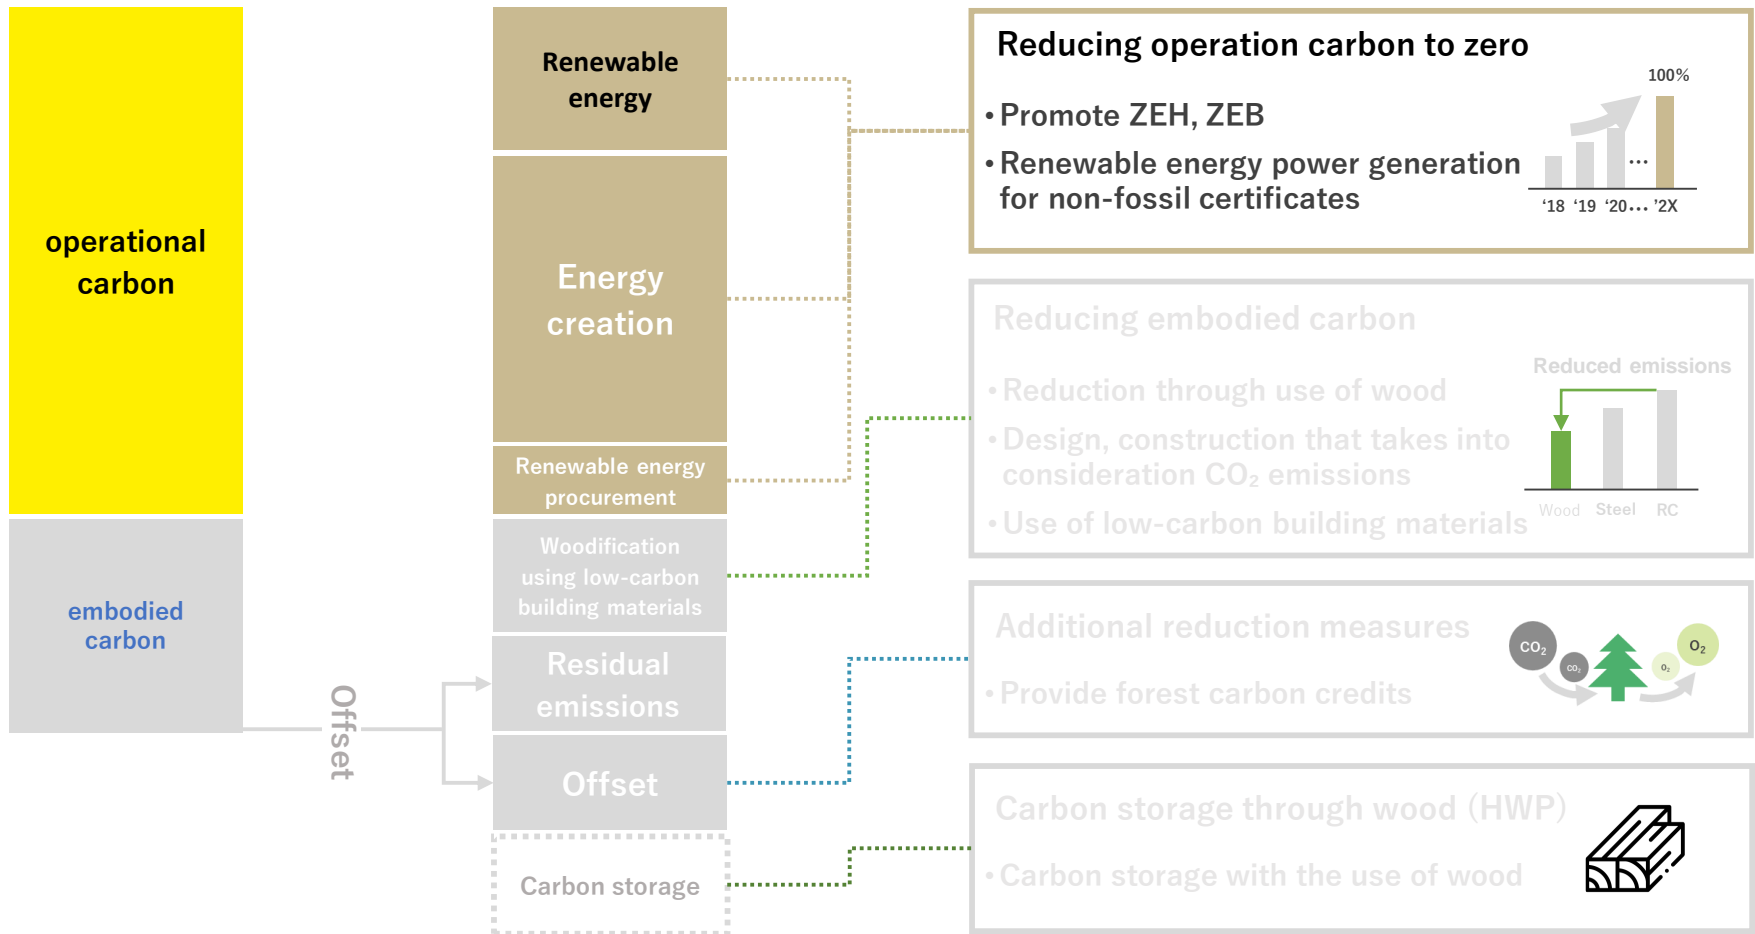 operational
carbon
embodied
carbon
Offset
Renewable
energy
Energy
creation
Renewable energy
procurement
Woodification
using low-carbon
building materials
Residual
emissions
Offset
Carbon storage
Reducing operation carbon to zero
• Promote ZEH, ZEB
• Renewable energy power generation
for non-fossil certificates
100%
...
‘18 ‘19 ‘20 ... ’2X
Reducing embodied carbon
• Reduction through use of wood
• Design, construction that takes into
consideration CO₂ emissions
• Use of low-carbon building materials
Reduced emissions
Wood Steel RC
Additional reduction measures
• Provide forest carbon credits
CO₂
CO₂
O₂
O₂
Carbon storage through wood (HWP)
• Carbon storage with the use of wood